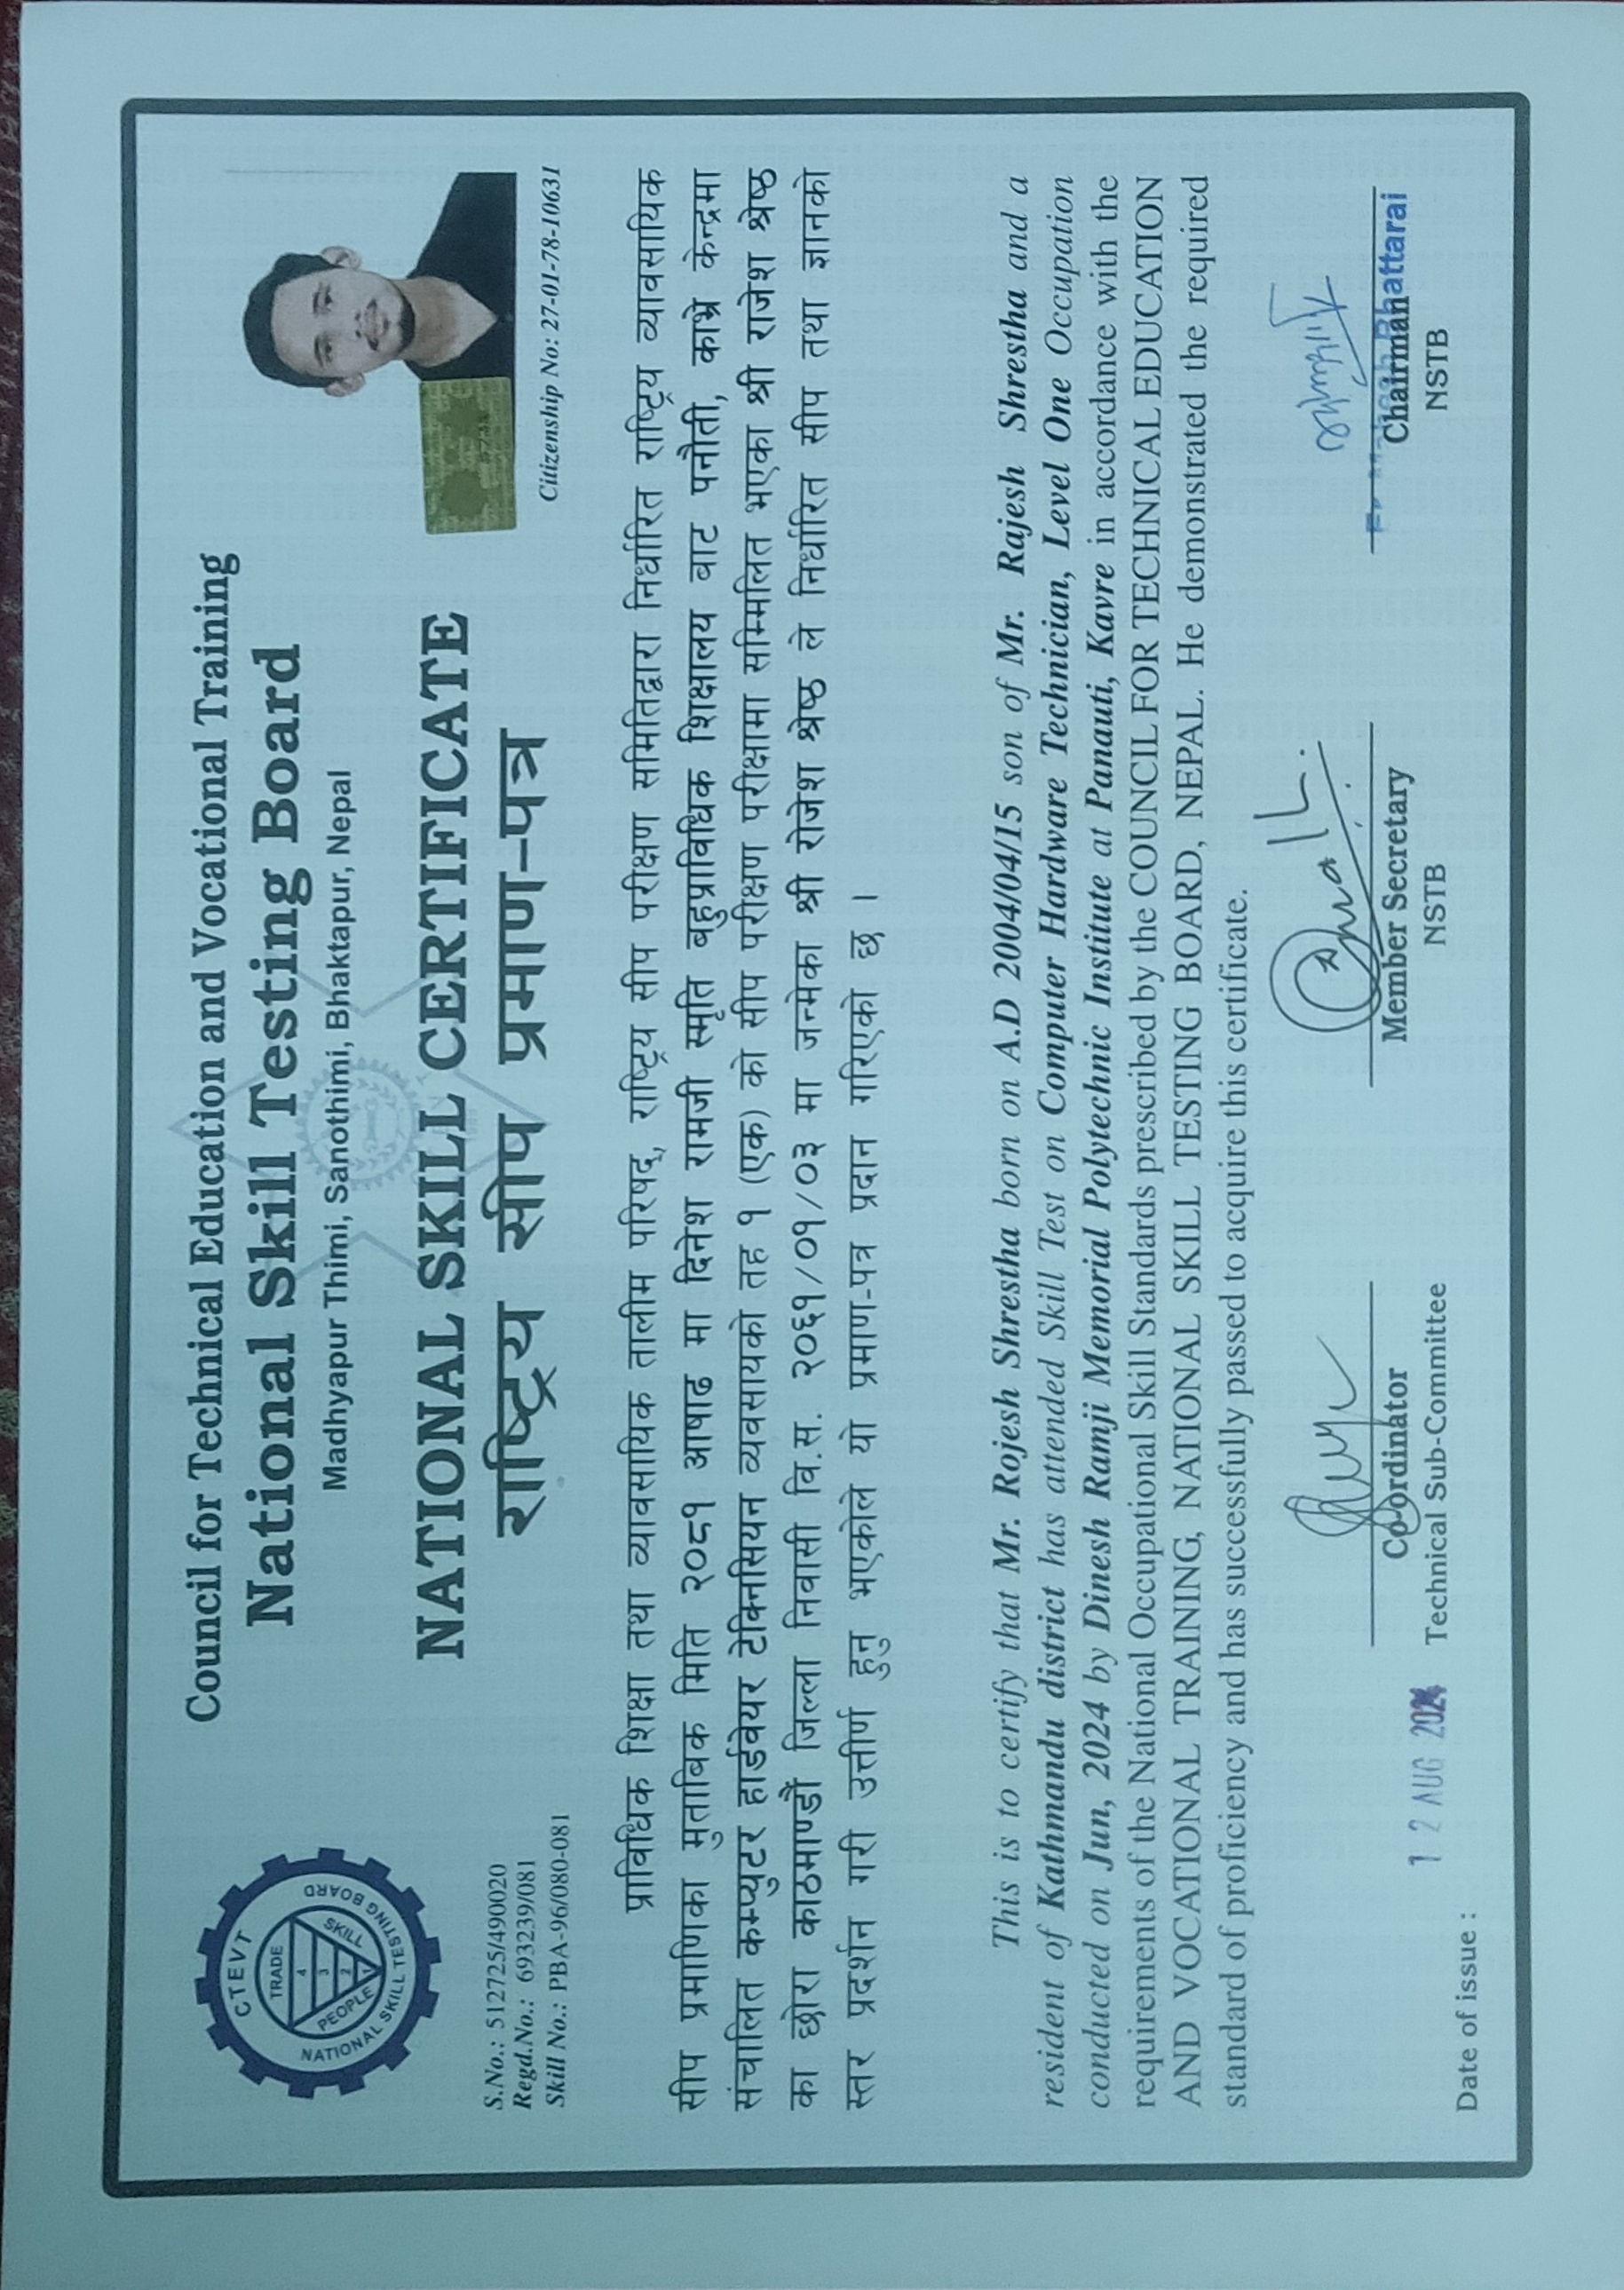 Council for Technical Education and Vocational Training
National Skill Testing Board
Madhyapur Thimi, Sanothimi, Bhaktapur, Nepal
CTEVT
NATIONAL SKILL TESTING BOARD
TRADE
PEOPLE
SKILL
4
3
2
1
NATIONAL SKILL CERTIFICATE
राष्ट्रिय सीप प्रमाण-पत्र
S.No.: 512725/490020
Regd.No.: 693239/081
Skill No.: PBA-96/080-081
Citizenship No: 27-01-78-10631
प्राविधिक शिक्षा तथा व्यावसायिक तालीम परिषद्, राष्ट्रिय सीप परीक्षण समितिद्वारा निर्धारित राष्ट्रिय व्यावसायिक
सीप प्रमाणिका मुताबिक मिति २०८१ आषाढ मा दिनेश रामजी स्मृति बहुप्राविधिक शिक्षालय बाट पनौती, काभ्रे केन्द्रमा
संचालित कम्प्युटर हार्डवेयर टेक्निसियन व्यवसायको तह १ (एक) को सीप परीक्षण परीक्षामा सम्मिलित भएका श्री राजेश श्रेष्ठ
का छोरा काठमाण्डौं जिल्ला निवासी वि.स. २०६१/०१/०३ मा जन्मेका श्री रोजेश श्रेष्ठ ले निर्धारित सीप तथा ज्ञानको
स्तर प्रदर्शन गरी उत्तीर्ण हुनु भएकोले यो प्रमाण-पत्र प्रदान गरिएको छ ।
This is to certify that Mr. Rojesh Shrestha born on A.D 2004/04/15 son of Mr. Rajesh Shrestha and a
resident of Kathmandu district has attended Skill Test on Computer Hardware Technician, Level One Occupation
conducted on Jun, 2024 by Dinesh Ramji Memorial Polytechnic Institute at Panauti, Kavre in accordance with the
requirements of the National Occupational Skill Standards prescribed by the COUNCIL FOR TECHNICAL EDUCATION
AND VOCATIONAL TRAINING, NATIONAL SKILL TESTING BOARD, NEPAL. He demonstrated the required
standard of proficiency and has successfully passed to acquire this certificate.
Co-ordinator
Technical Sub-Committee
Member Secretary
NSTB
Er. Mahesh Bhattarai
Chairman
NSTB
12 AUG 2024
Date of issue :